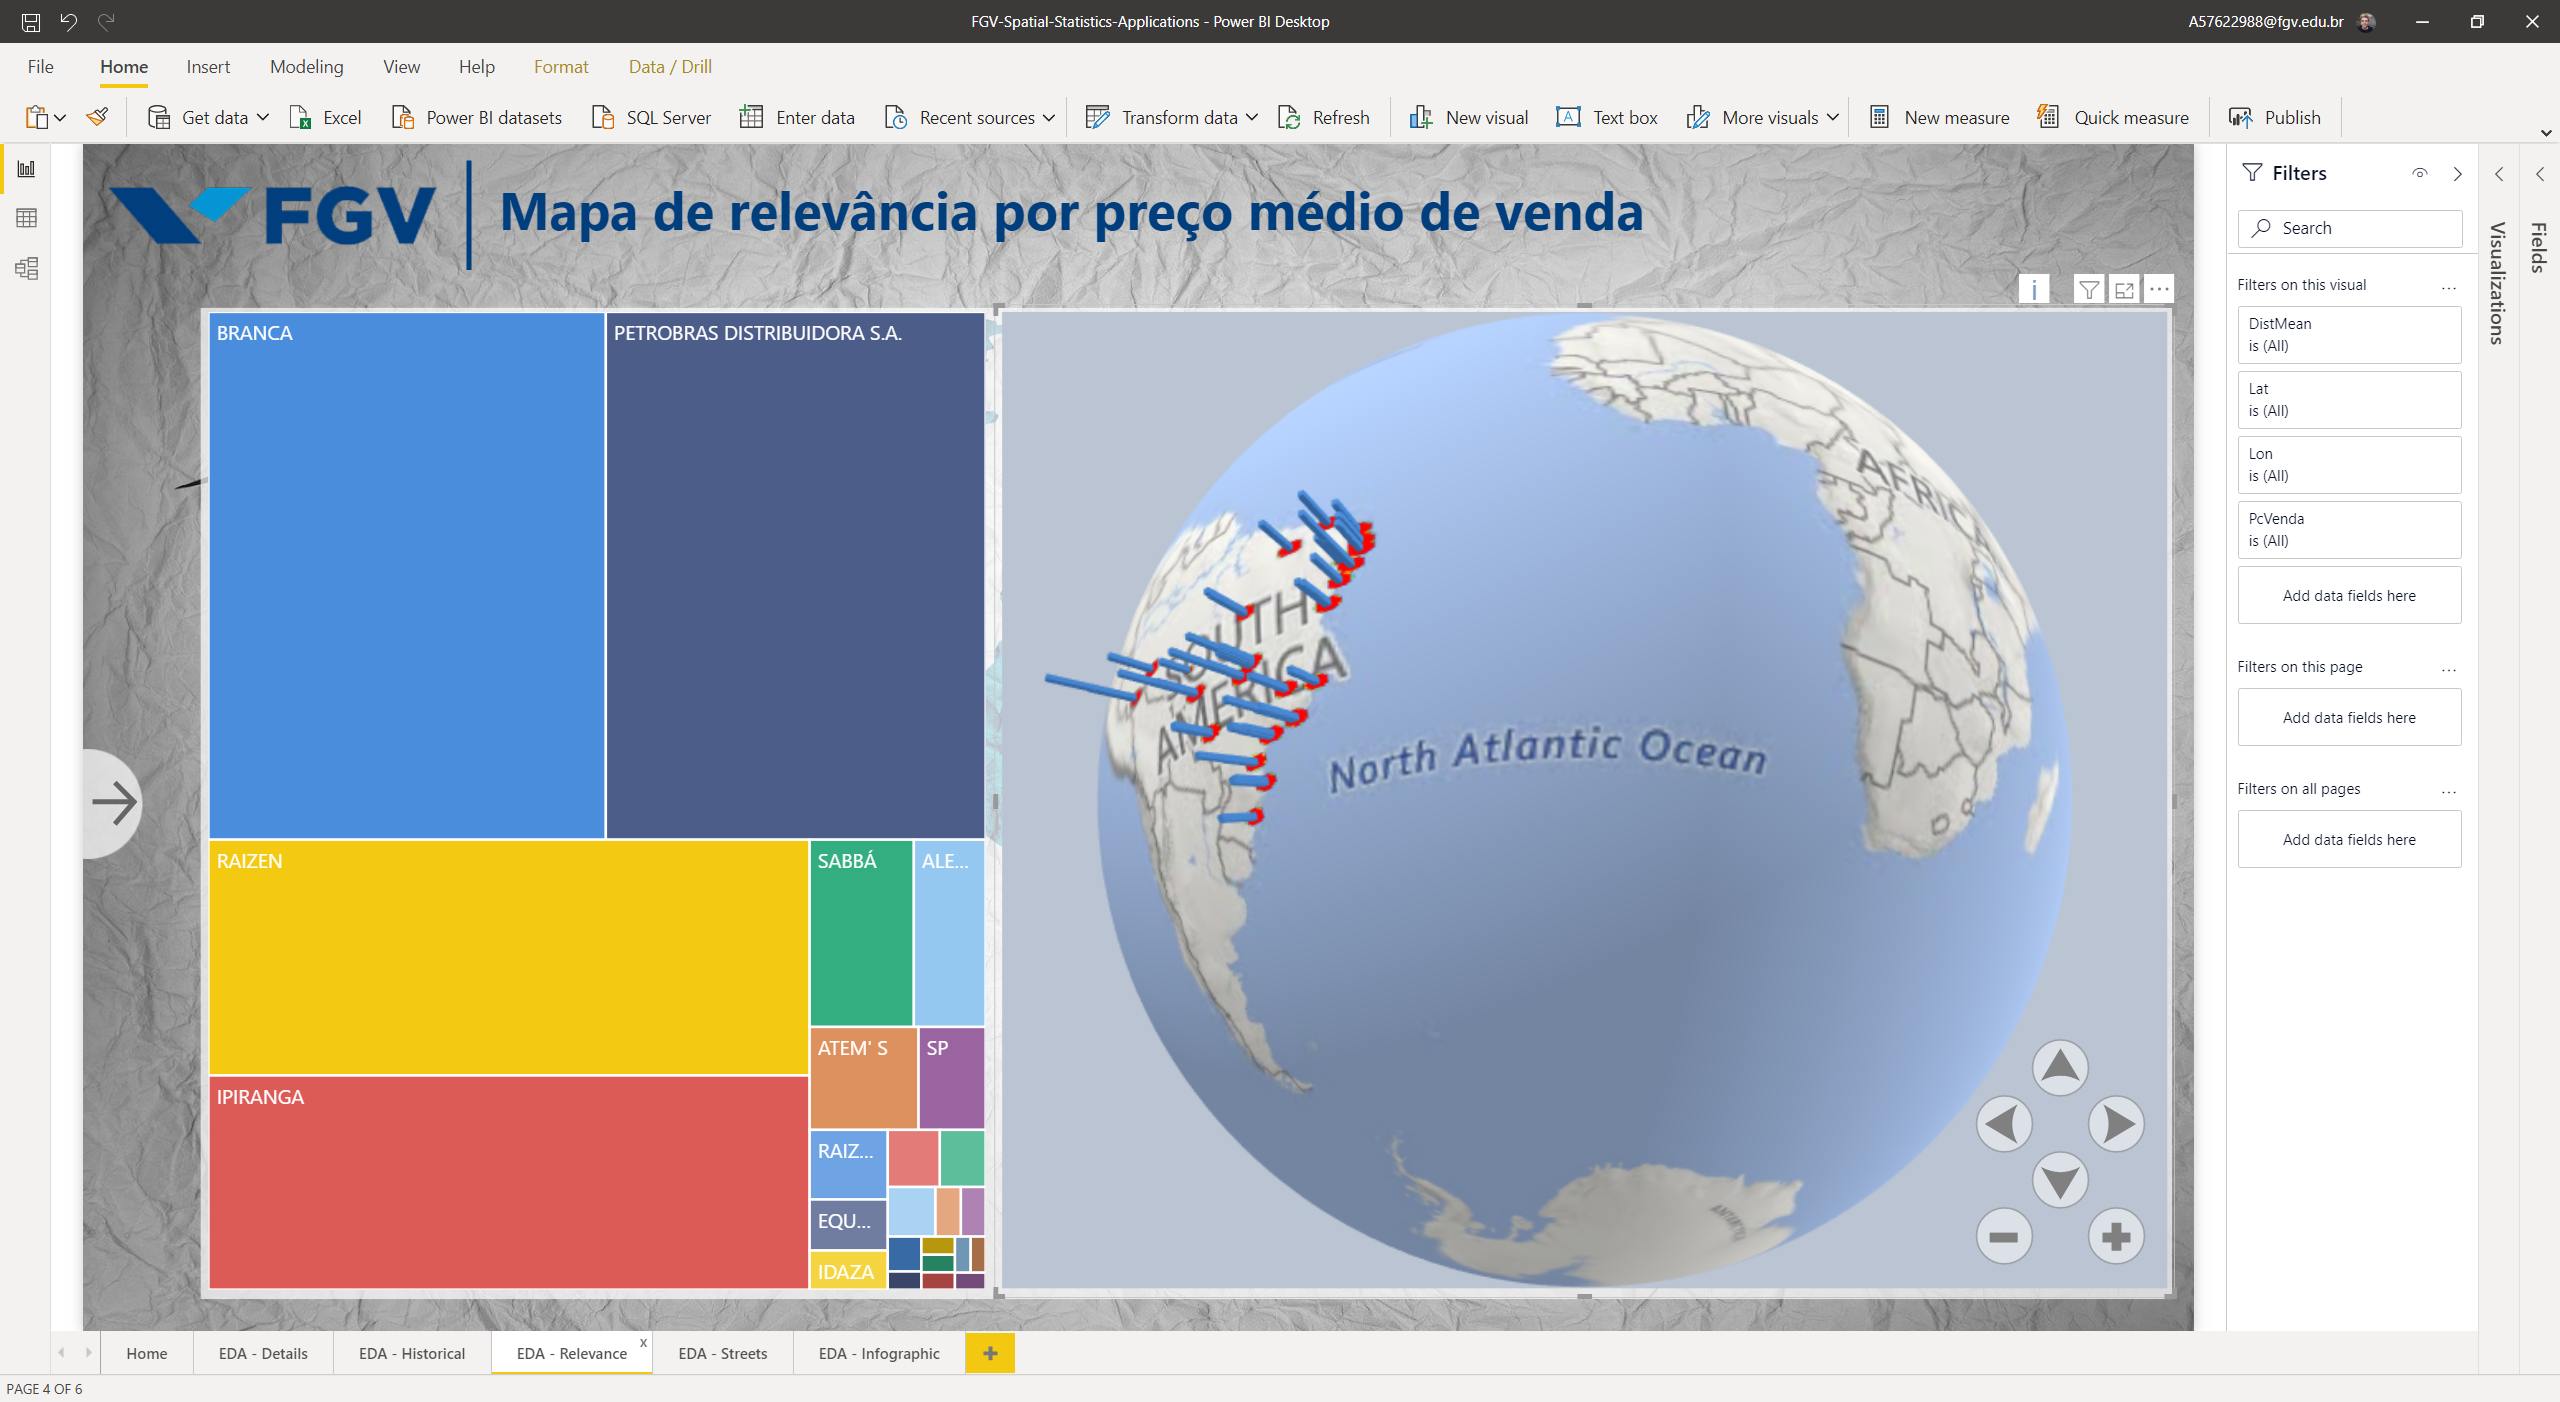 FGV-Spatial-Statistics-Applications - Power BI Desktop
A57622988@fgv.edu.br
File Home Insert Modeling View Help Format Data / Drill
Get data Excel Power BI datasets SQL Server Enter data Recent sources Transform data Refresh New visual Text box More visuals New measure Quick measure Publish
FGV
Mapa de relevância por preço médio de venda
BRANCA
PETROBRAS DISTRIBUIDORA S.A.
RAIZEN
SABBÁ
ALE...
ATEM' S
SP
IPIRANGA
RAIZ...
EQU...
IDAZA
AFRICA
SOUTH
AMERICA
North Atlantic Ocean
Filters
Search
Filters on this visual
...
DistMean
is (All)
Lat
is (All)
Lon
is (All)
PcVenda
is (All)
Add data fields here
Filters on this page
...
Add data fields here
Filters on all pages
...
Add data fields here
Visualizations
Fields
Home EDA - Details EDA - Historical EDA - Relevance x EDA - Streets EDA - Infographic
PAGE 4 OF 6